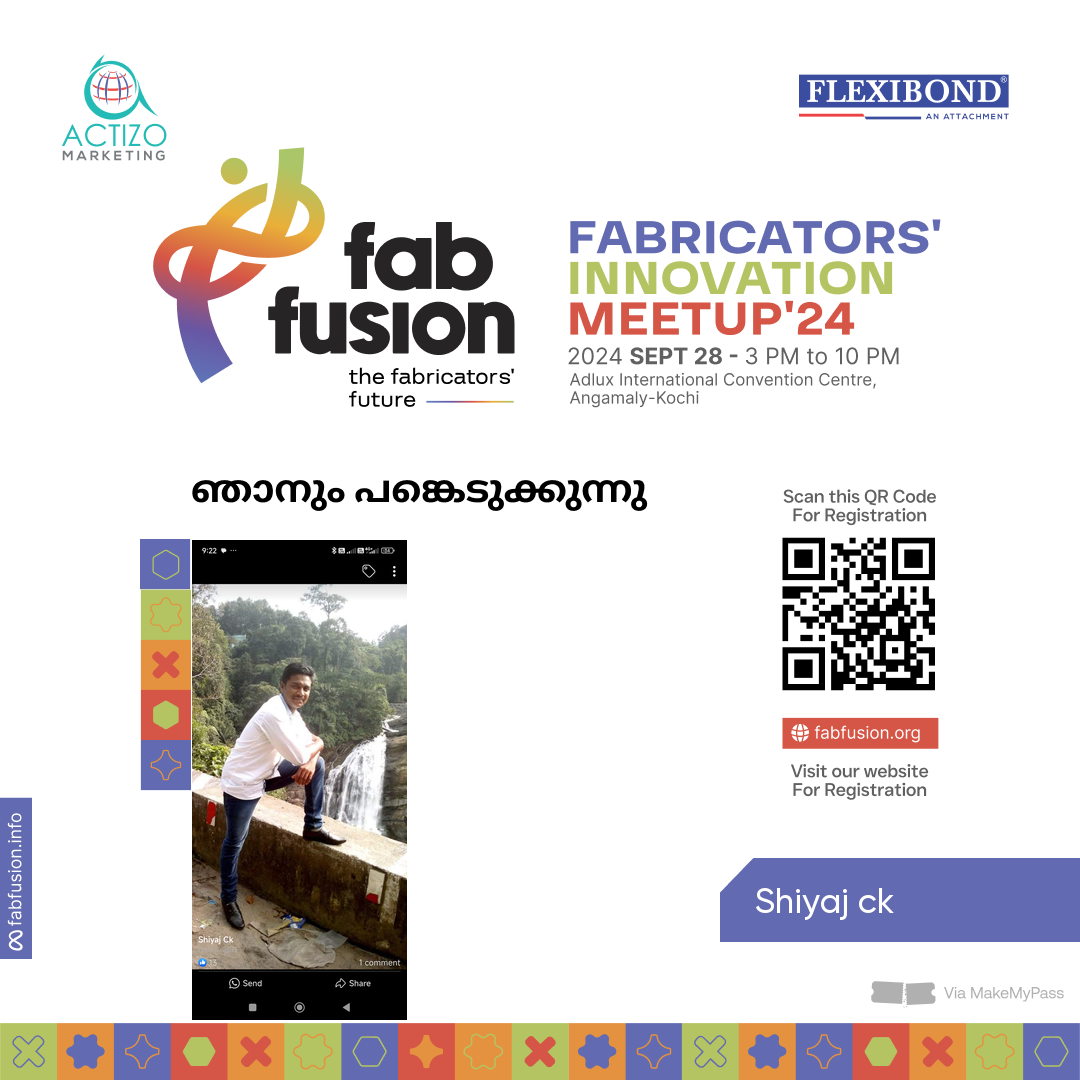 ACTIZO
MARKETING
FLEXIBOND®
AN ATTACHMENT
fab
fusion
the fabricators'
future
FABRICATORS'
INNOVATION
MEETUP'24
2024 SEPT 28 - 3 PM to 10 PM
Adlux International Convention Centre,
Angamaly-Kochi
ഞാനും പങ്കെടുക്കുന്നു
Scan this QR Code
For Registration
9:22
Shiyaj Ck
1 comment
Send
Share
fabfusion.org
Visit our website
For Registration
fabfusion.info
Shiyaj ck
Via MakeMyPass